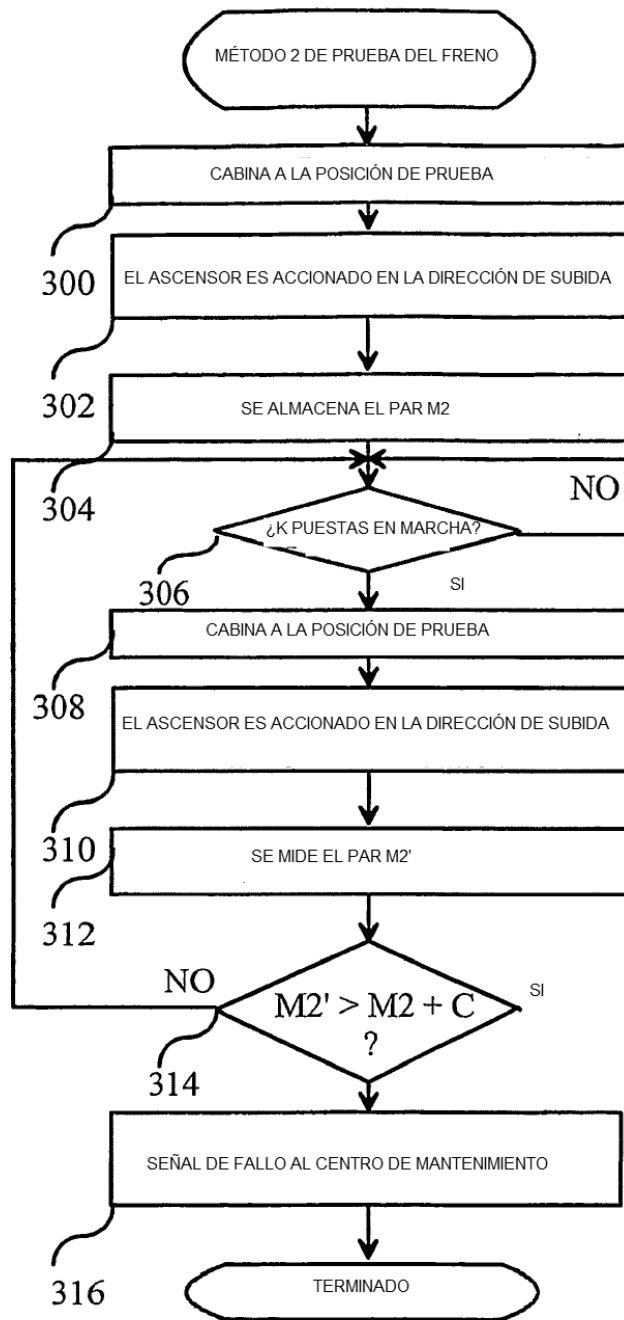 MÉTODO 2 DE PRUEBA DEL FRENO
CABINA A LA POSICIÓN DE PRUEBA
300
EL ASCENSOR ES ACCIONADO EN LA DIRECCIÓN DE SUBIDA
302
SE ALMACENA EL PAR M2
304
NO
¿K PUESTAS EN MARCHA?
306
SI
CABINA A LA POSICIÓN DE PRUEBA
308
EL ASCENSOR ES ACCIONADO EN LA DIRECCIÓN DE SUBIDA
310
SE MIDE EL PAR M2'
312
NO
SI
M2' > M2 + C
?
314
SEÑAL DE FALLO AL CENTRO DE MANTENIMIENTO
316
TERMINADO